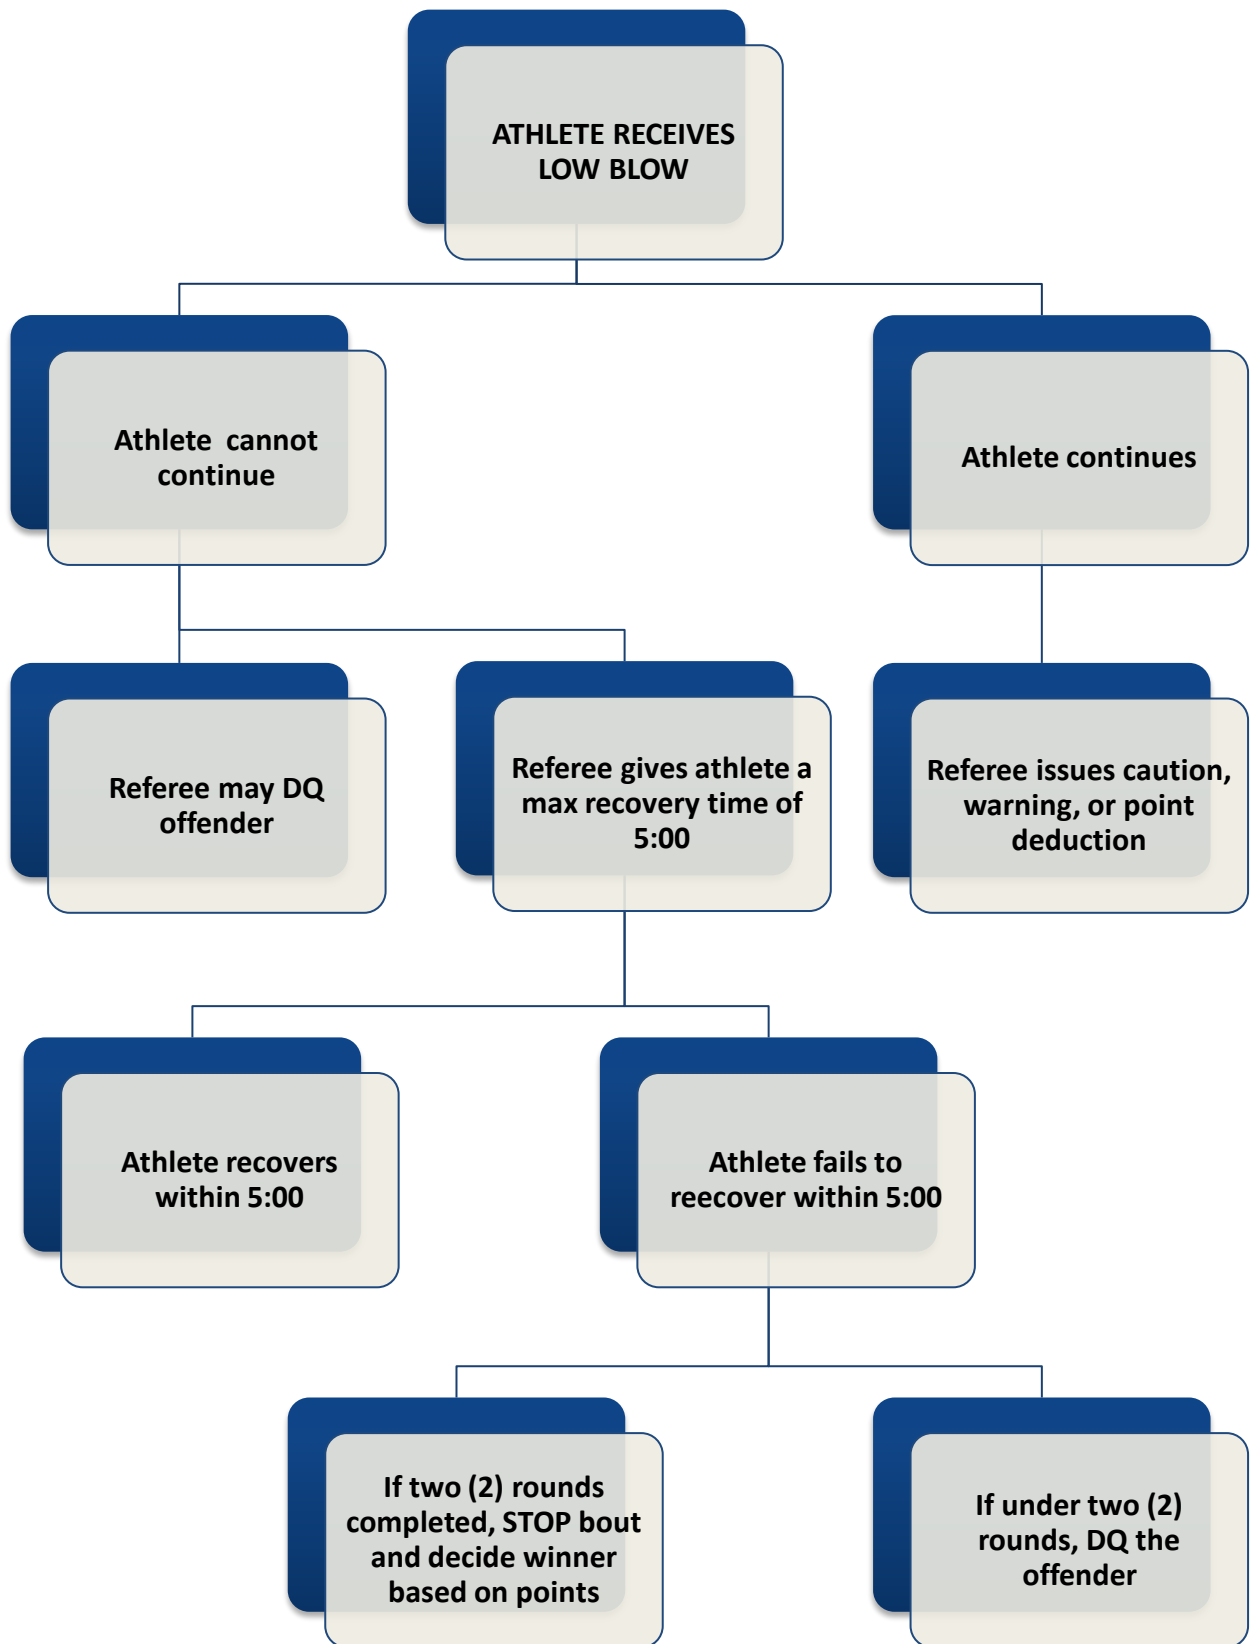 ATHLETE RECEIVES
LOW BLOW
Athlete cannot
continue
Athlete continues
Referee may DQ
offender
Referee gives athlete a
max recovery time of
5:00
Referee issues caution,
warning, or point
deduction
Athlete recovers
within 5:00
Athlete fails to
reecover within 5:00
If two (2) rounds
completed, STOP bout
and decide winner
based on points
If under two (2)
rounds, DQ the
offender